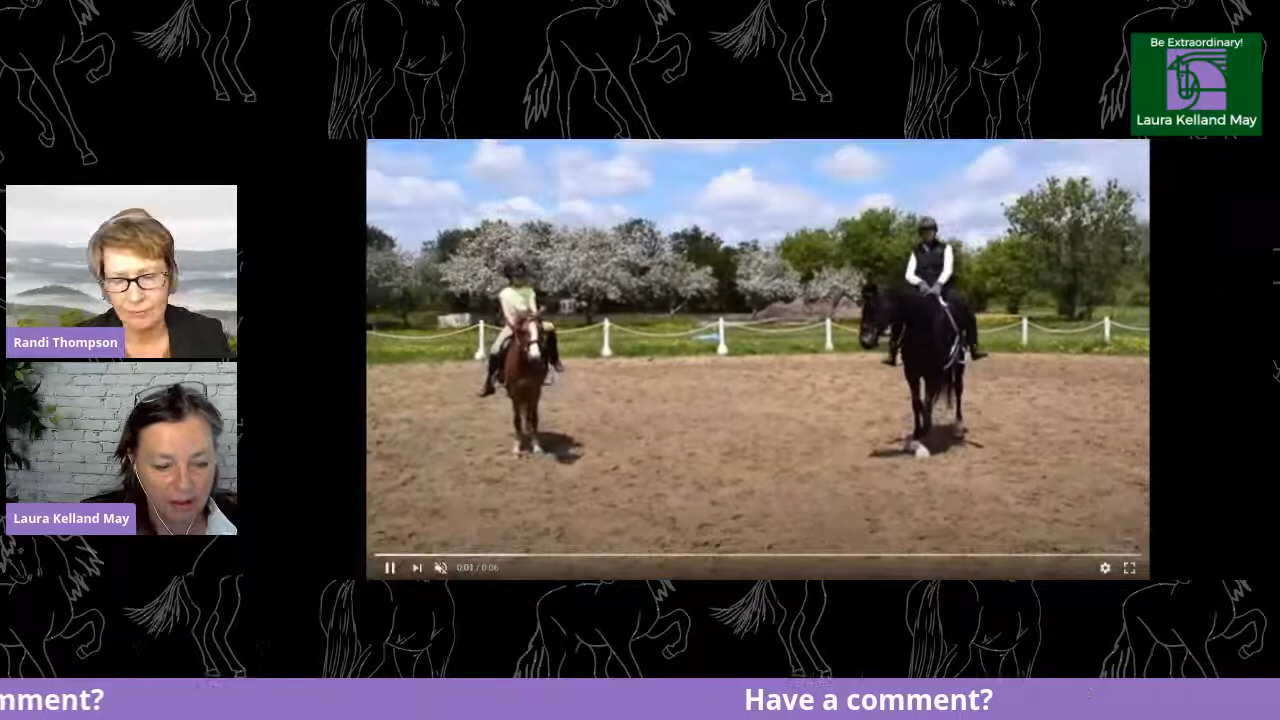 Be Extraordinary!
Laura Kelland May
Randi Thompson
Laura Kelland May
0:01 / 0:06
mment?
Have a comment?